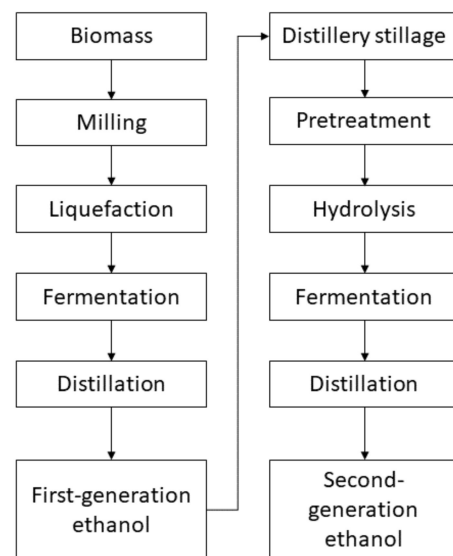 Biomass
Milling
Liquefaction
Fermentation
Distillation
First-generation
ethanol
Distillery stillage
Pretreatment
Hydrolysis
Fermentation
Distillation
Second-
generation
ethanol